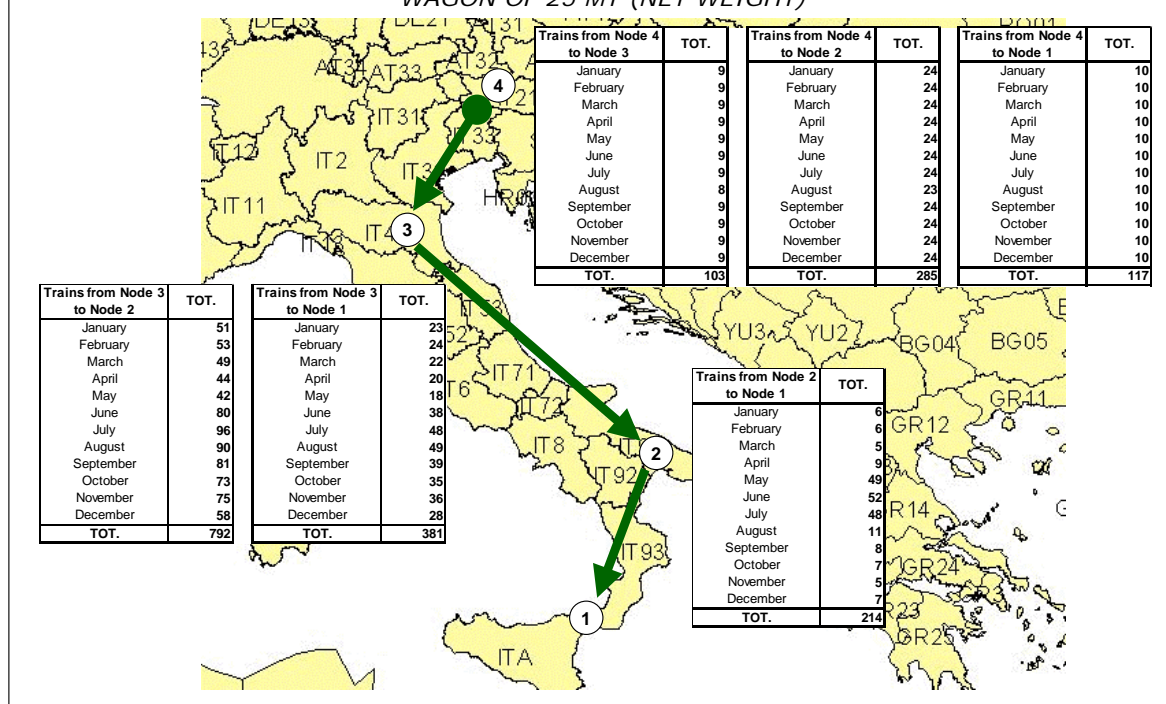 WAGON OF 25 MT (NET WEIGHT)
Trains from Node 4 to Node 3 TOT.
January 9
February 9
March 9
April 9
May 9
June 9
July 9
August 8
September 9
October 9
November 9
December 9
TOT. 103
Trains from Node 4 to Node 2 TOT.
January 24
February 24
March 24
April 24
May 24
June 24
July 24
August 23
September 24
October 24
November 24
December 24
TOT. 285
Trains from Node 4 to Node 1 TOT.
January 10
February 10
March 10
April 10
May 10
June 10
July 10
August 10
September 10
October 10
November 10
December 10
TOT. 117
Trains from Node 3 to Node 2 TOT.
January 51
February 53
March 49
April 44
May 42
June 80
July 96
August 90
September 81
October 73
November 75
December 58
TOT. 792
Trains from Node 3 to Node 1 TOT.
January 23
February 24
March 22
April 20
May 18
June 38
July 48
August 49
September 39
October 35
November 36
December 28
TOT. 381
Trains from Node 2 to Node 1 TOT.
January 6
February 6
March 5
April 9
May 49
June 52
July 48
August 11
September 8
October 7
November 5
December 7
TOT. 214
4
3
2
1
AT34
AT33
AT32
IT31
IT33
IT12
IT2
IT11
IT13
IT53
IT71
IT72
IT8
IT92
IT93
ITA
YU3
YU2
BG04
BG05
GR11
GR12
GR24
GR25